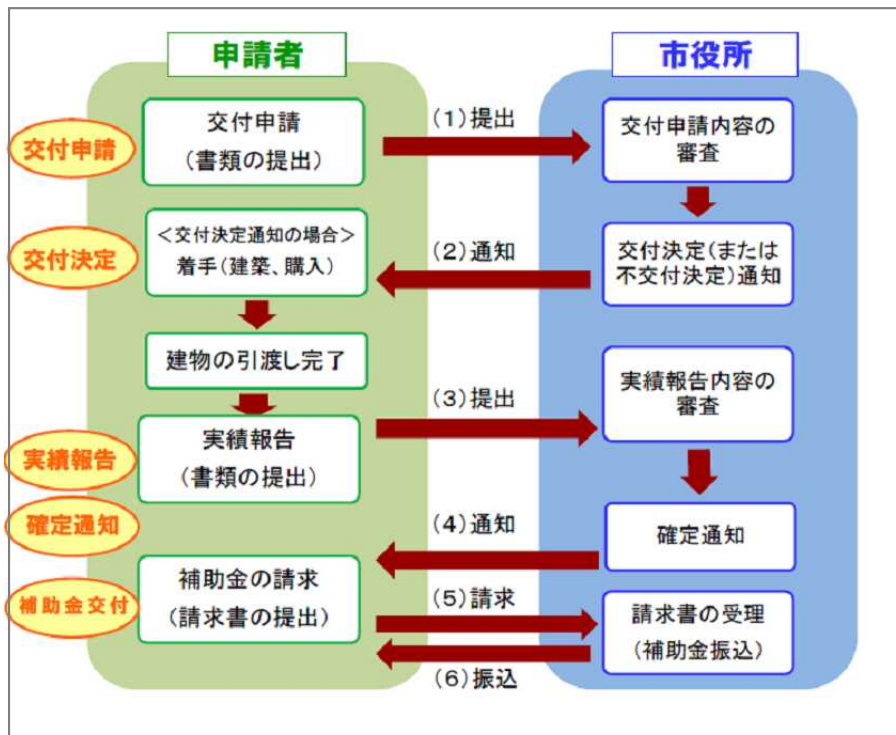 申請者
市役所
交付申請
交付申請
(書類の提出)
(1)提出
交付申請内容の
審査
交付決定
<交付決定通知の場合>
着手(建築、購入)
(2)通知
交付決定(または
不交付決定)通知
建物の引渡し完了
実績報告
実績報告
(書類の提出)
(3)提出
実績報告内容の
審査
確定通知
(4)通知
確定通知
補助金交付
補助金の請求
(請求書の提出)
(5)請求
請求書の受理
(補助金振込)
(6)振込